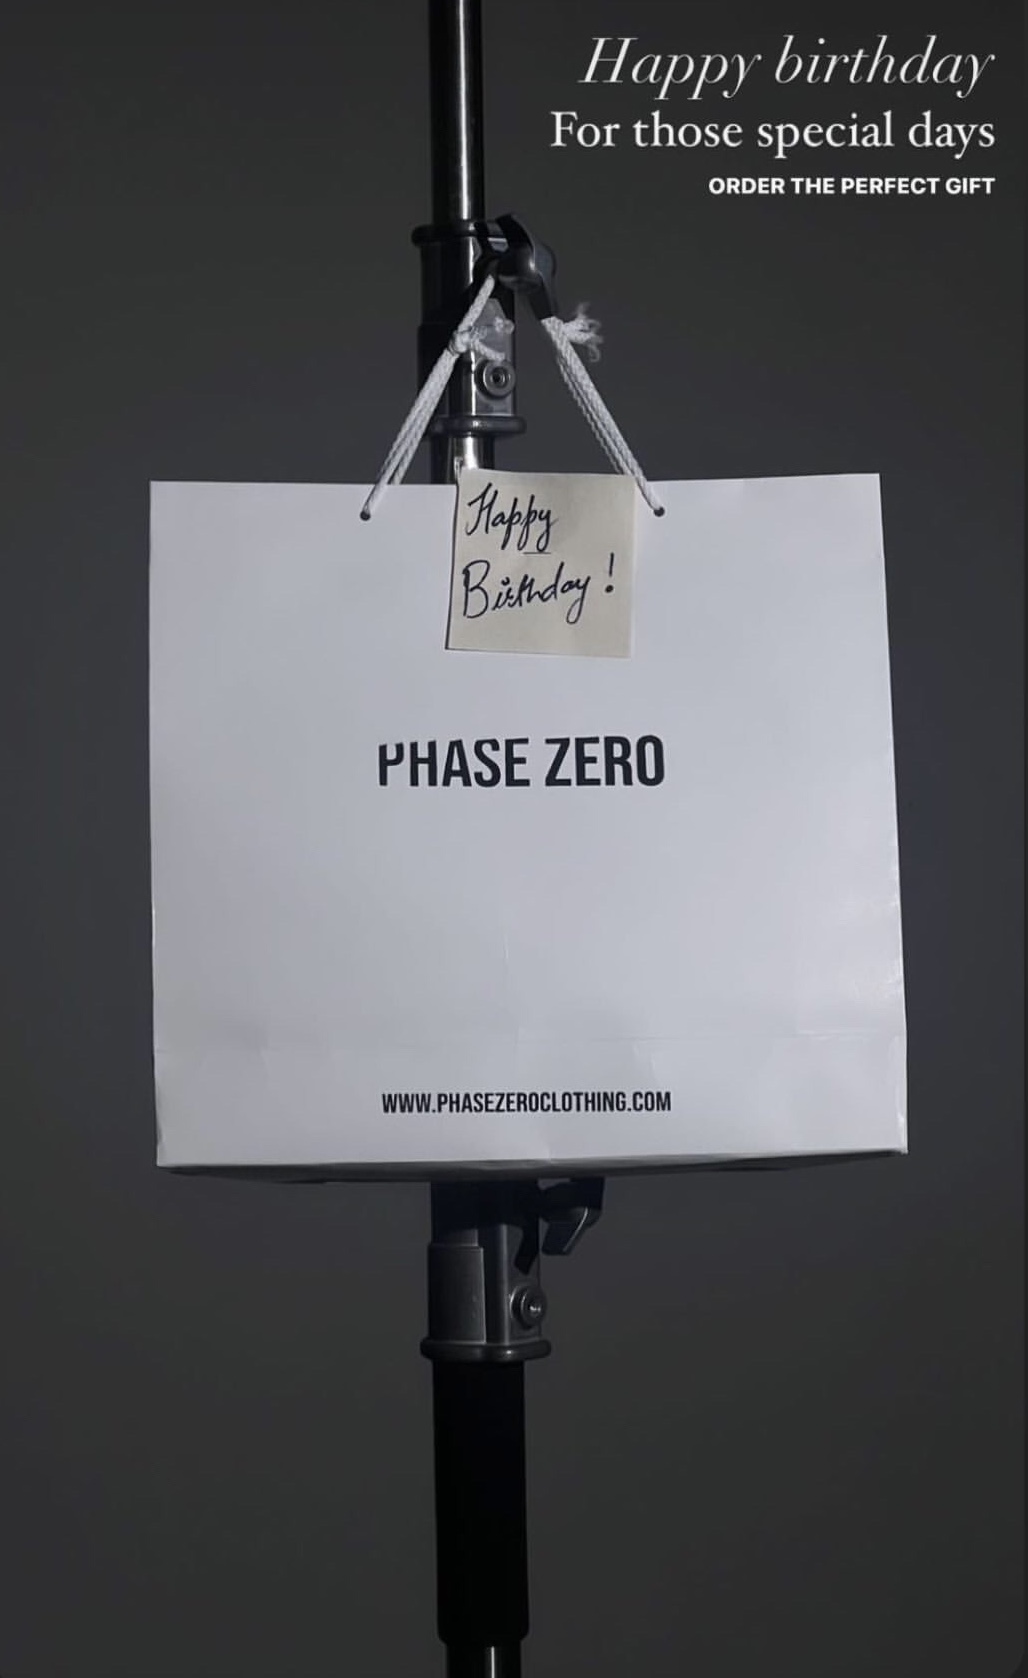 Happy birthday
For those special days
ORDER THE PERFECT GIFT
Happy
Birthday!
PHASE ZERO
WWW.PHASEZEROCLOTHING.COM